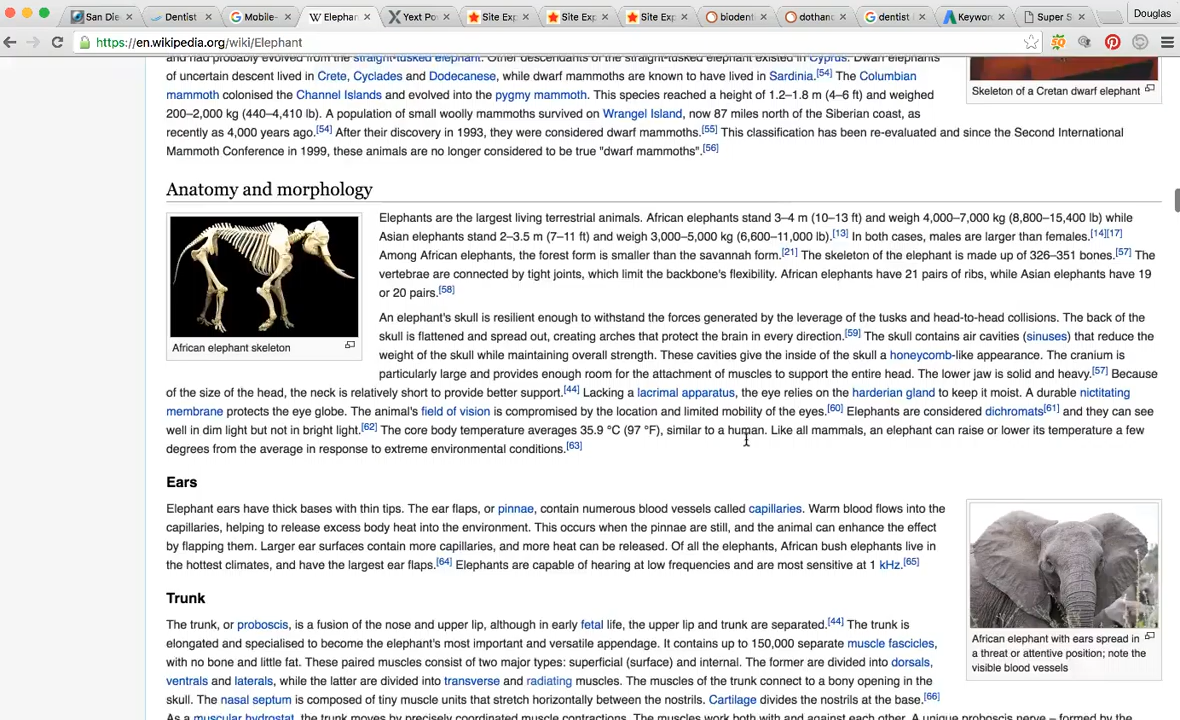 San Die
Dentist
Mobile-
Elephan
Yext Po
Site Exp
Site Exp
Site Exp
biodent
dothanc
dentist
Keywor
Super S
Douglas
https://en.wikipedia.org/wiki/Elephant
and had probably evolved from the straight-tusked elephant. Other descendants of the straight-tusked elephant existed in Cyprus. Dwarf elephants
of uncertain descent lived in Crete, Cyclades and Dodecanese, while dwarf mammoths are known to have lived in Sardinia.[54] The Columbian
mammoth colonised the Channel Islands and evolved into the pygmy mammoth. This species reached a height of 1.2–1.8 m (4–6 ft) and weighed
200–2,000 kg (440–4,410 lb). A population of small woolly mammoths survived on Wrangel Island, now 87 miles north of the Siberian coast, as
recently as 4,000 years ago.[54] After their discovery in 1993, they were considered dwarf mammoths.[55] This classification has been re-evaluated and since the Second International
Mammoth Conference in 1999, these animals are no longer considered to be true "dwarf mammoths".[56]
Skeleton of a Cretan dwarf elephant
Anatomy and morphology
Elephants are the largest living terrestrial animals. African elephants stand 3–4 m (10–13 ft) and weigh 4,000–7,000 kg (8,800–15,400 lb) while
Asian elephants stand 2–3.5 m (7–11 ft) and weigh 3,000–5,000 kg (6,600–11,000 lb).[13] In both cases, males are larger than females.[14][17]
Among African elephants, the forest form is smaller than the savannah form.[21] The skeleton of the elephant is made up of 326–351 bones.[57] The
vertebrae are connected by tight joints, which limit the backbone's flexibility. African elephants have 21 pairs of ribs, while Asian elephants have 19
or 20 pairs.[58]
African elephant skeleton
An elephant's skull is resilient enough to withstand the forces generated by the leverage of the tusks and head-to-head collisions. The back of the
skull is flattened and spread out, creating arches that protect the brain in every direction.[59] The skull contains air cavities (sinuses) that reduce the
weight of the skull while maintaining overall strength. These cavities give the inside of the skull a honeycomb-like appearance. The cranium is
particularly large and provides enough room for the attachment of muscles to support the entire head. The lower jaw is solid and heavy.[57] Because
of the size of the head, the neck is relatively short to provide better support.[44] Lacking a lacrimal apparatus, the eye relies on the harderian gland to keep it moist. A durable nictitating
membrane protects the eye globe. The animal's field of vision is compromised by the location and limited mobility of the eyes.[60] Elephants are considered dichromats[61] and they can see
well in dim light but not in bright light.[62] The core body temperature averages 35.9 °C (97 °F), similar to a human. Like all mammals, an elephant can raise or lower its temperature a few
degrees from the average in response to extreme environmental conditions.[63]
Ears
Elephant ears have thick bases with thin tips. The ear flaps, or pinnae, contain numerous blood vessels called capillaries. Warm blood flows into the
capillaries, helping to release excess body heat into the environment. This occurs when the pinnae are still, and the animal can enhance the effect
by flapping them. Larger ear surfaces contain more capillaries, and more heat can be released. Of all the elephants, African bush elephants live in
the hottest climates, and have the largest ear flaps.[64] Elephants are capable of hearing at low frequencies and are most sensitive at 1 kHz.[65]
African elephant with ears spread in
a threat or attentive position; note the
visible blood vessels
Trunk
The trunk, or proboscis, is a fusion of the nose and upper lip, although in early fetal life, the upper lip and trunk are separated.[44] The trunk is
elongated and specialised to become the elephant's most important and versatile appendage. It contains up to 150,000 separate muscle fascicles,
with no bone and little fat. These paired muscles consist of two major types: superficial (surface) and internal. The former are divided into dorsals,
ventrals and laterals, while the latter are divided into transverse and radiating muscles. The muscles of the trunk connect to a bony opening in the
skull. The nasal septum is composed of tiny muscle units that stretch horizontally between the nostrils. Cartilage divides the nostrils at the base.[66]
As a muscular hydrostat, the trunk moves by precisely coordinated muscle contractions. The muscles work both with and against each other. A unique proboscis nerve – formed by the